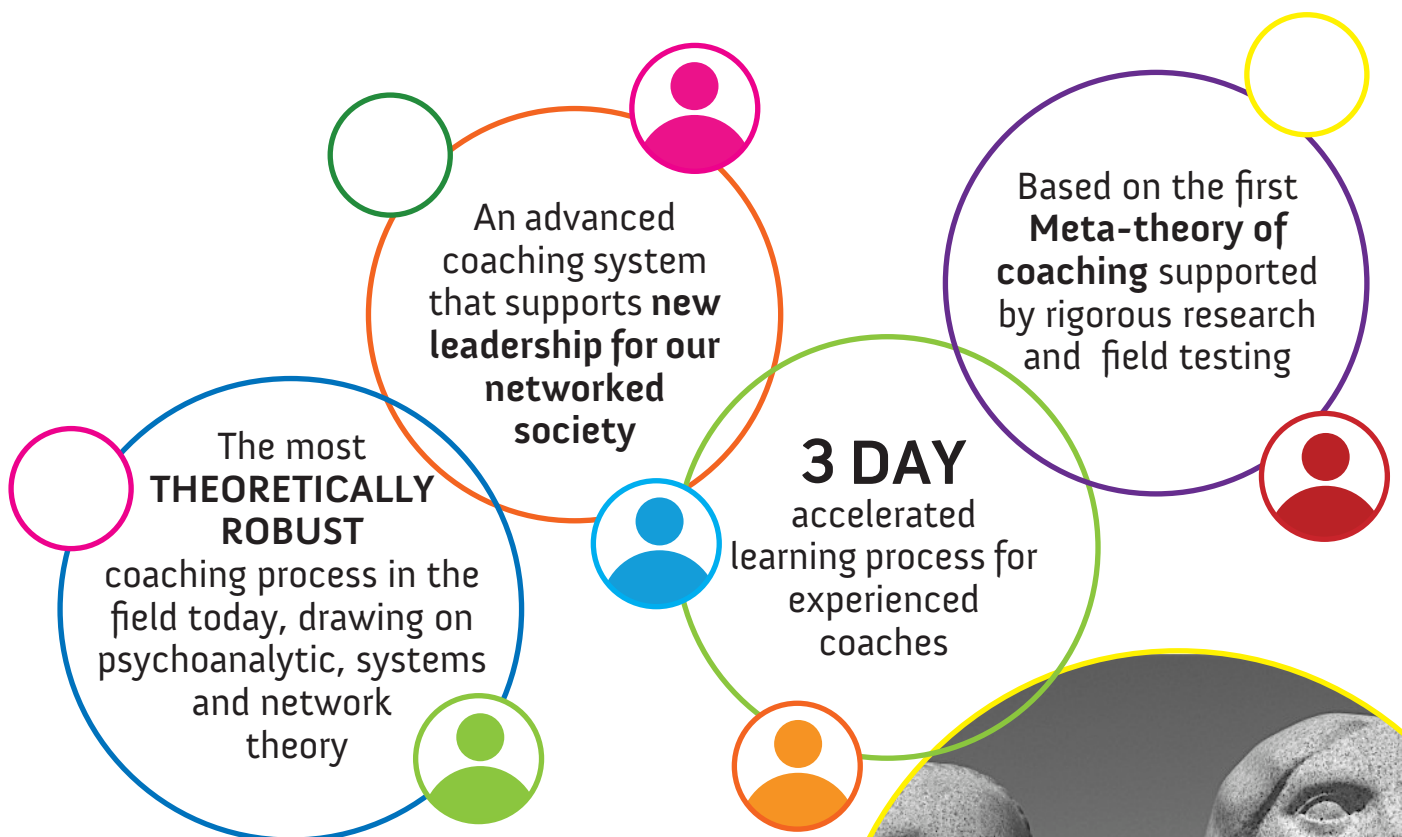 An advanced
coaching system
that supports new
leadership for our
networked
society
Based on the first
Meta-theory of
coaching supported
by rigorous research
and field testing
The most
THEORETICALLY
ROBUST
coaching process in the
field today, drawing on
psychoanalytic, systems
and network
theory
3 DAY
accelerated
learning process for
experienced
coaches